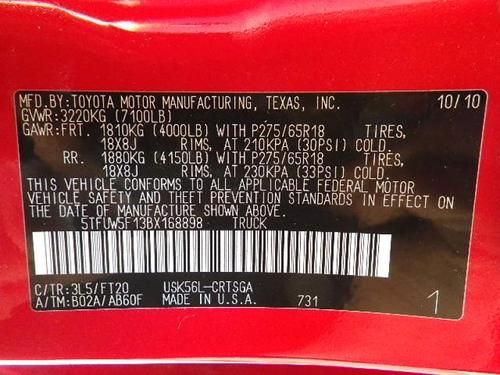 MFD. BY: TOYOTA MOTOR MANUFACTURING, TEXAS, INC. 10/10
GVWR: 3220KG (7100LB)
GAWR: FRT. 1810KG (4000LB) WITH P275/65R18 TIRES,
18X8J RIMS, AT 210KPA (30PSI) COLD.
RR. 1880KG (4150LB) WITH P275/65R18 TIRES,
18X8J RIMS, AT 230KPA (33PSI) COLD.
THIS VEHICLE CONFORMS TO ALL APPLICABLE FEDERAL MOTOR
VEHICLE SAFETY AND THEFT PREVENTION STANDARDS
IN EFFECT ON THE DATE OF MANUFACTURE SHOWN ABOVE.
5TFUW5F13BX168898 TRUCK
C/TR: 3L5/FT20 USK56L-CRTSGA
A/TM: B02A/AB60F MADE IN U.S.A. 731 1